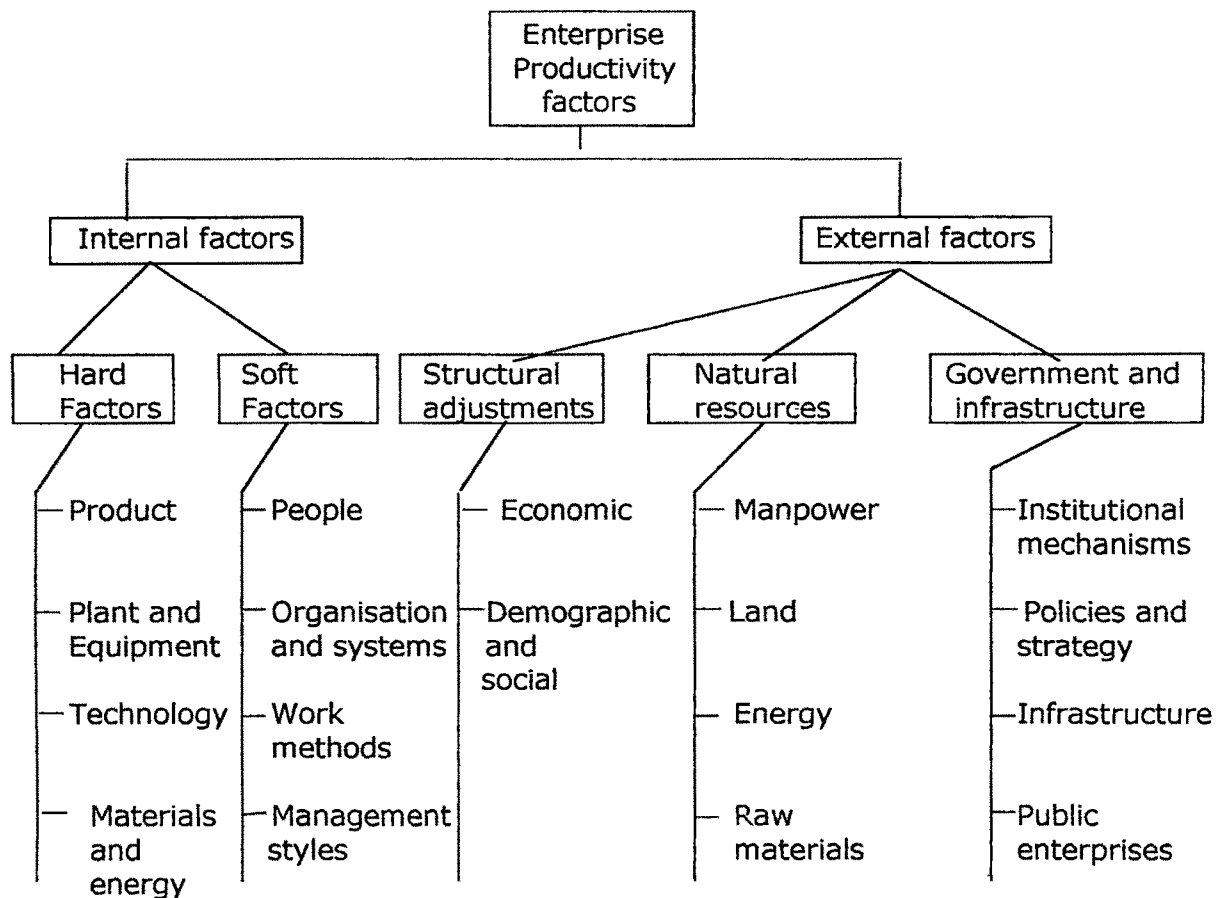 Enterprise
Productivity
factors
Internal factors
External factors
Hard
Factors
Soft
Factors
Structural
adjustments
Natural
resources
Government and
infrastructure
Product
Plant and
Equipment
Technology
Materials
and
energy
People
Organisation
and systems
Work
methods
Management
styles
Economic
Demographic
and
social
Manpower
Land
Energy
Raw
materials
Institutional
mechanisms
Policies and
strategy
Infrastructure
Public
enterprises